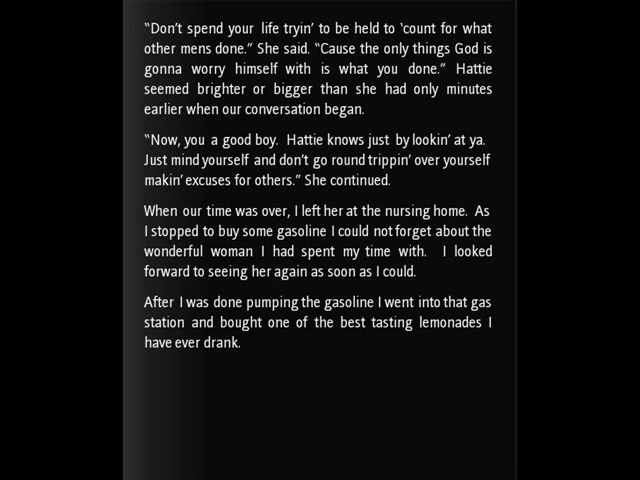 “Don’t spend your life tryin’ to be held to ‘count for what
other mens done.” She said. “Cause the only things God is
gonna worry himself with is what you done.” Hattie
seemed brighter or bigger than she had only minutes
earlier when our conversation began.
“Now, you a good boy. Hattie knows just by lookin’ at ya.
Just mind yourself and don’t go round trippin’ over yourself
makin’ excuses for others.” She continued.
When our time was over, I left her at the nursing home. As
I stopped to buy some gasoline I could not forget about the
wonderful woman I had spent my time with. I looked
forward to seeing her again as soon as I could.
After I was done pumping the gasoline I went into that gas
station and bought one of the best tasting lemonades I
have ever drank.